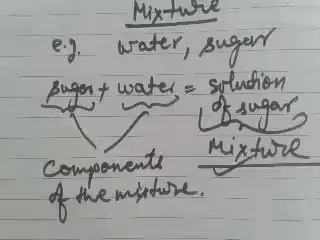 Mixture
e.g. water, sugar
sugar + water = solution
of sugar
Mixture
Components
of the mixture.